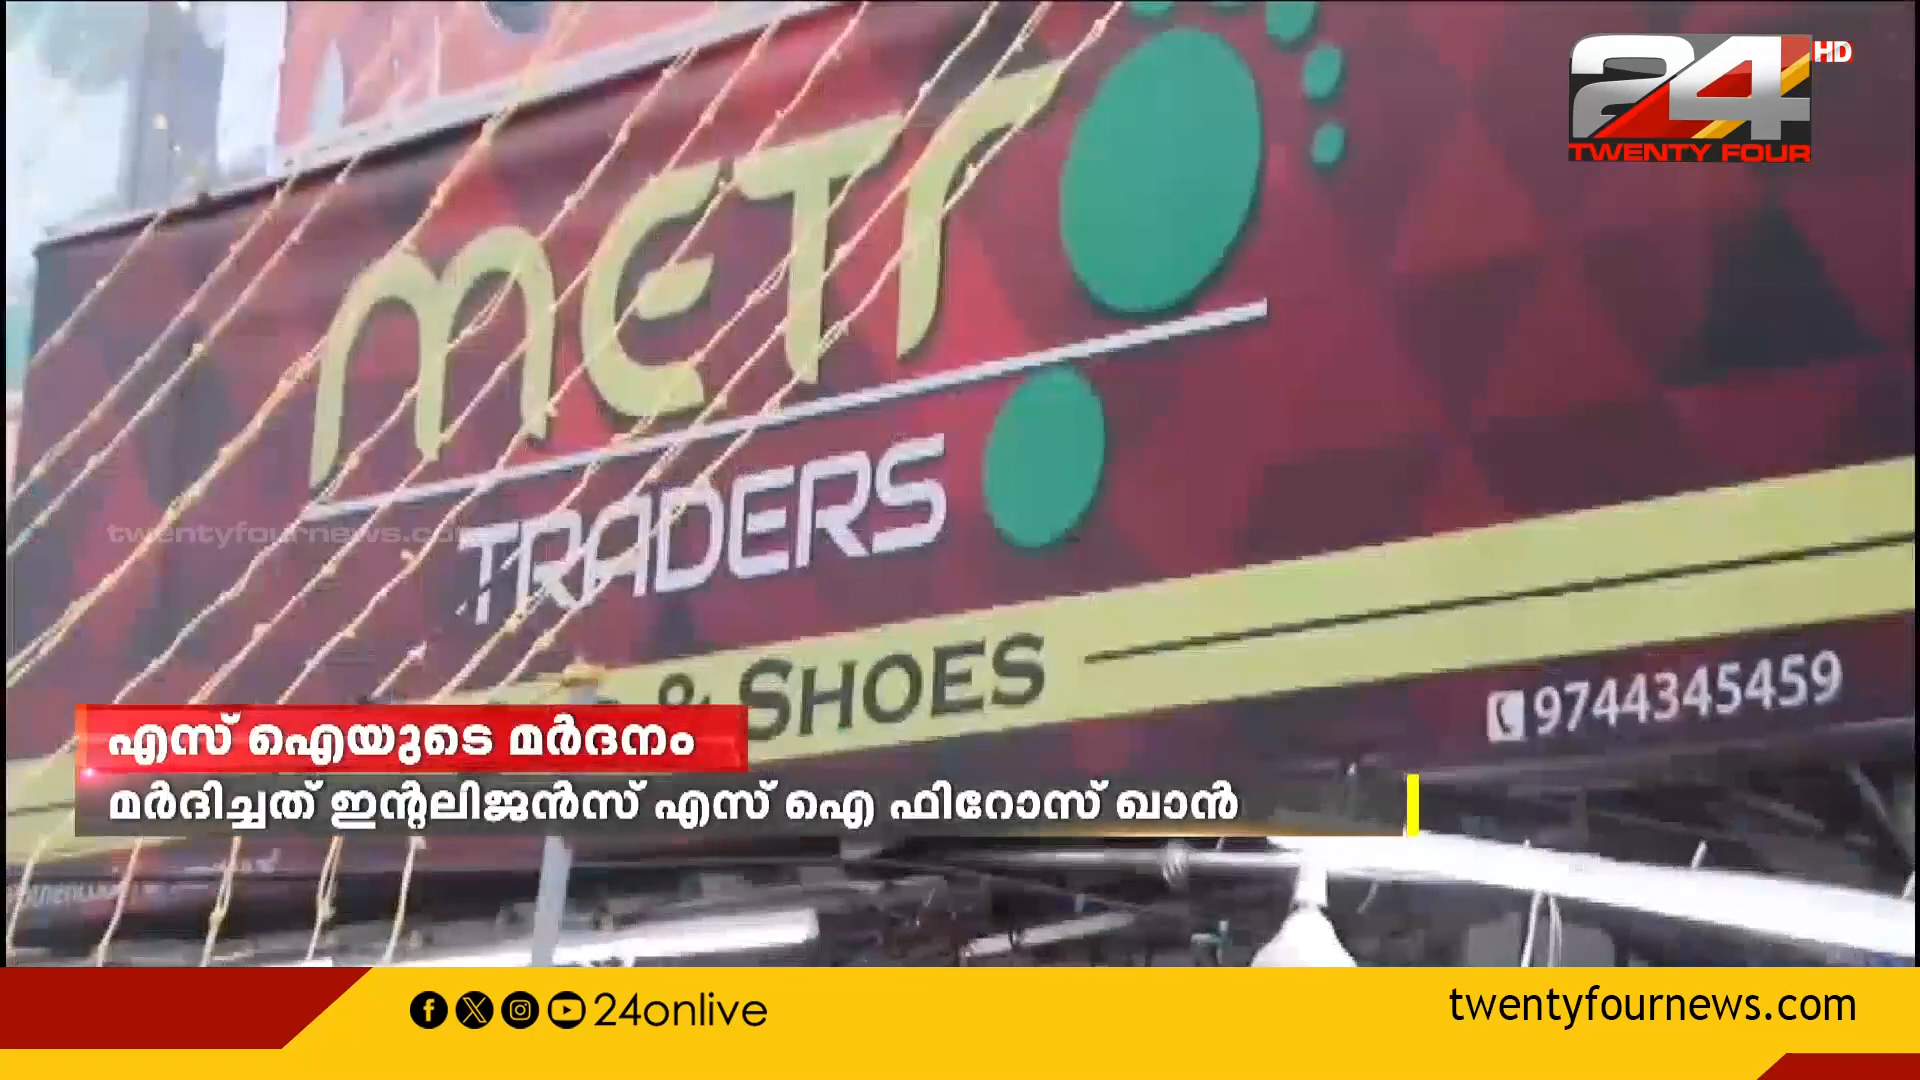 24 HD
TWENTY FOUR
METR
TRADERS
& SHOES
9744345459
twentyfournews.com
എസ് ഐയുടെ മർദനം
മർദിച്ചത് ഇന്റലിജൻസ് എസ് ഐ ഫിറോസ് ഖാൻ
24onlive
twentyfournews.com